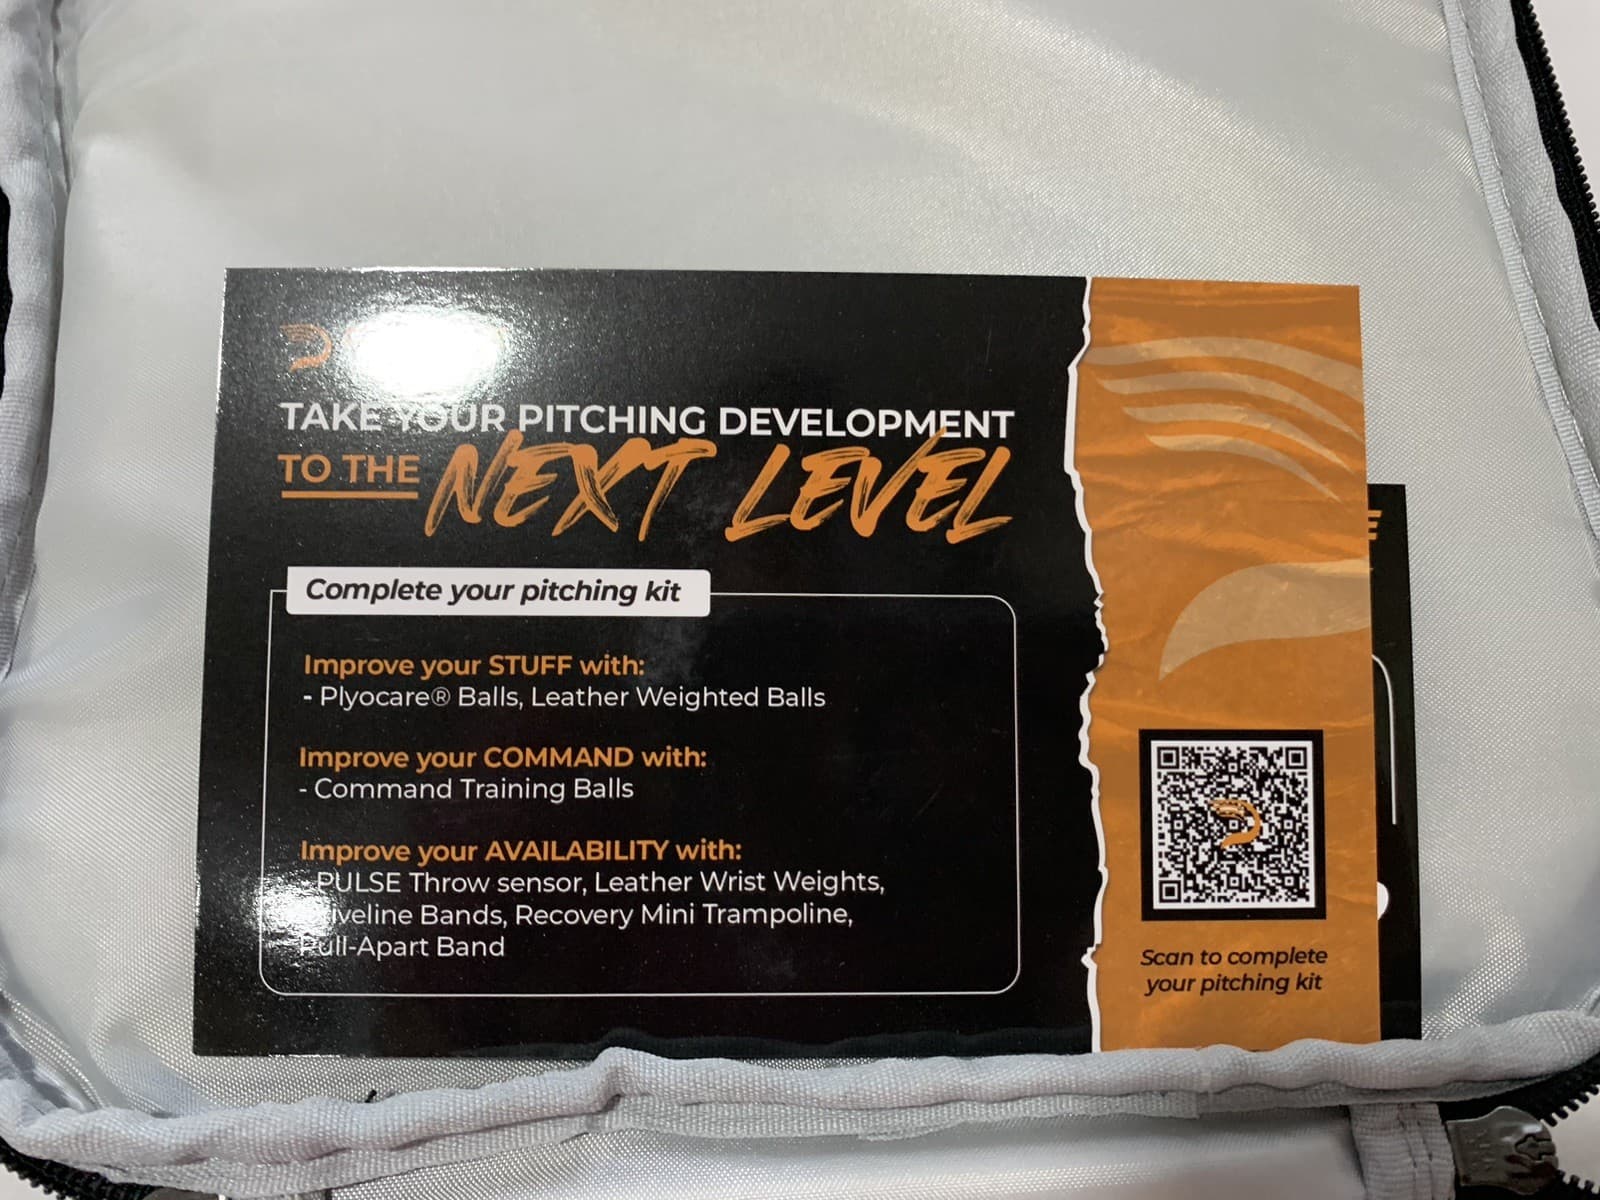 TAKE YOUR PITCHING DEVELOPMENT
TO THE NEXT LEVEL
Complete your pitching kit
Improve your STUFF with:
- Plyocare® Balls, Leather Weighted Balls
Improve your COMMAND with:
- Command Training Balls
Improve your AVAILABILITY with:
- PULSE Throw sensor, Leather Wrist Weights,
Driveline Bands, Recovery Mini Trampoline,
Pull-Apart Band
Scan to complete
your pitching kit
E